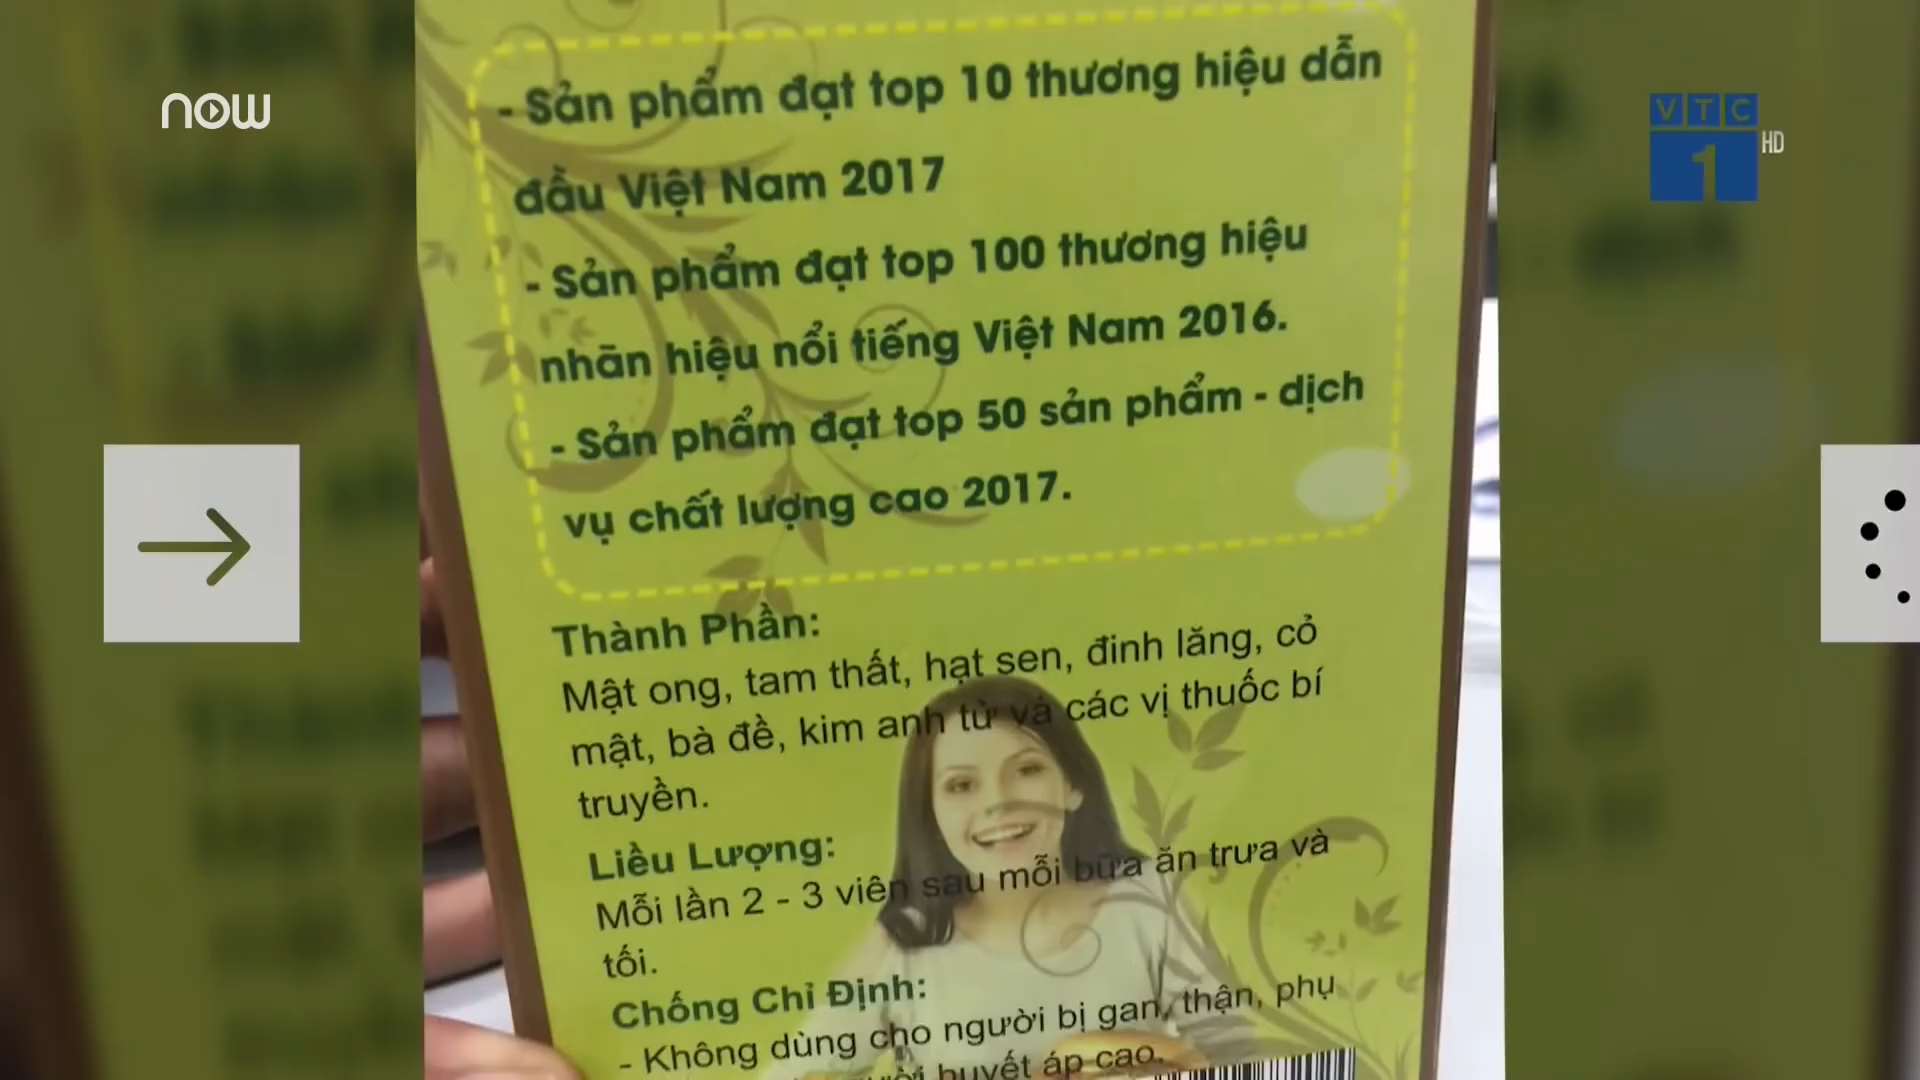 now
VTC
1
HD
- Sản phẩm đạt top 10 thương hiệu dẫn
đầu Việt Nam 2017
- Sản phẩm đạt top 100 thương hiệu
nhãn hiệu nổi tiếng Việt Nam 2016.
- Sản phẩm đạt top 50 sản phẩm - dịch
vụ chất lượng cao 2017.
Thành Phần:
Mật ong, tam thất, hạt sen, đinh lăng, cỏ
mật, bà đề, kim anh tử và các vị thuốc bí
truyền.
Liều Lượng:
Mỗi lần 2 - 3 viên sau mỗi bữa ăn trưa và
tối.
Chống Chỉ Định:
- Không dùng cho người bị gan, thận, phụ
huyết áp cao.